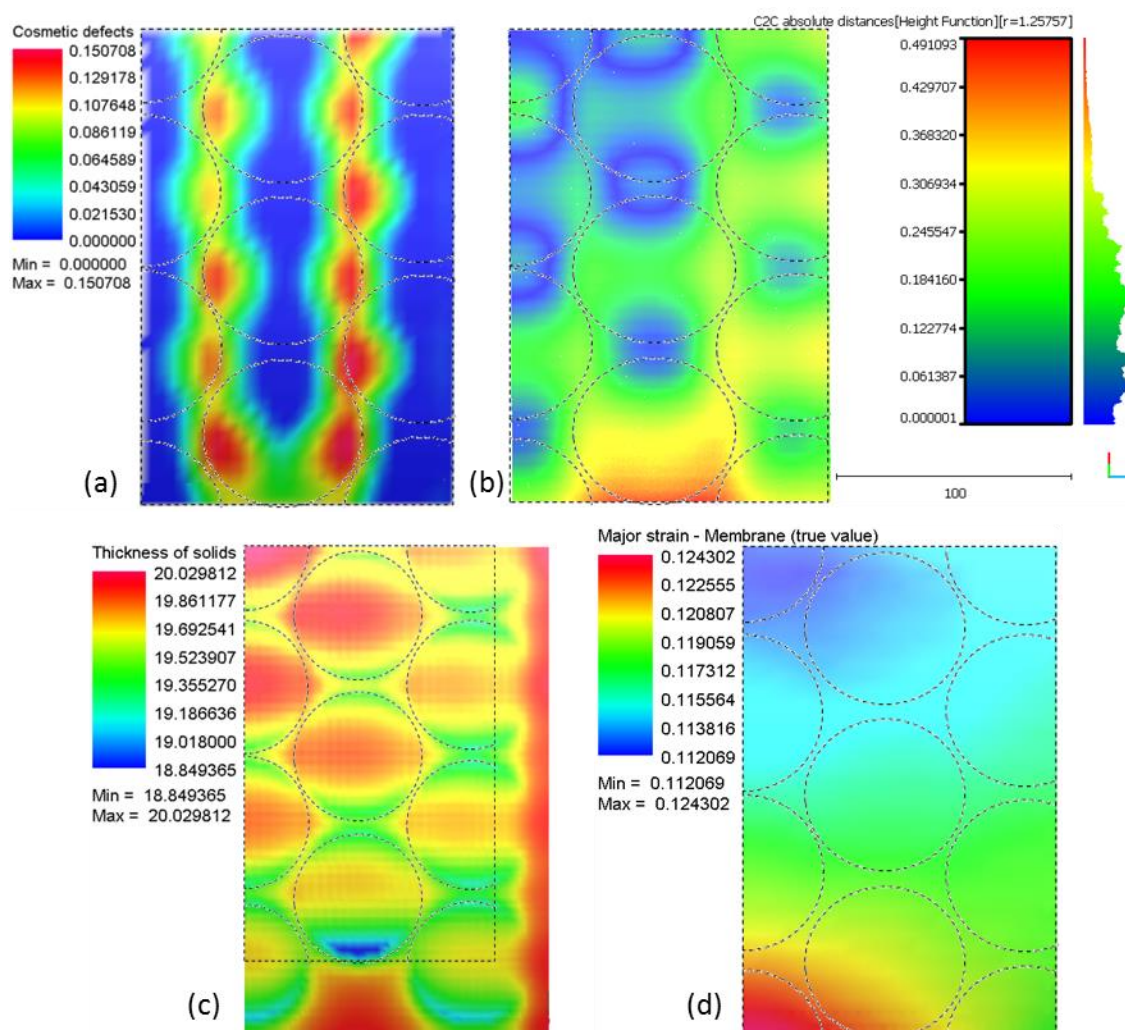 Cosmetic defects
0.150708
0.129178
0.107648
0.086119
0.064589
0.043059
0.021530
0.000000
Min = 0.000000
Max = 0.150708
(a)
(b)
C2C absolute distances[Height Function][r=1.25757]
0.491093
0.429707
0.368320
0.306934
0.245547
0.184160
0.122774
0.061387
0.000001
100
Thickness of solids
20.029812
19.861177
19.692541
19.523907
19.355270
19.186636
19.018000
18.849365
Min = 18.849365
Max = 20.029812
(c)
Major strain - Membrane (true value)
0.124302
0.122555
0.120807
0.119059
0.117312
0.115564
0.113816
0.112069
Min = 0.112069
Max = 0.124302
(d)